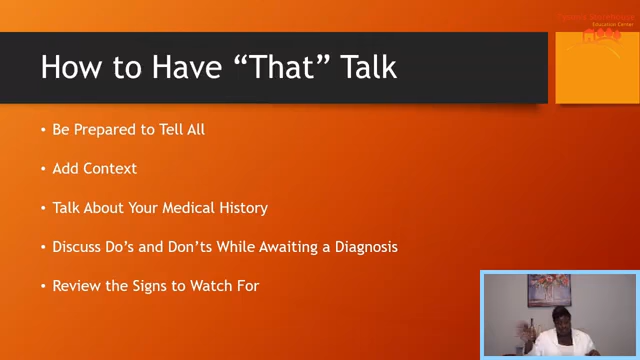 Education Center
How to Have “That” Talk
• Be Prepared to Tell All
• Add Context
• Talk About Your Medical History
• Discuss Do's and Don'ts While Awaiting a Diagnosis
• Review the Signs to Watch For